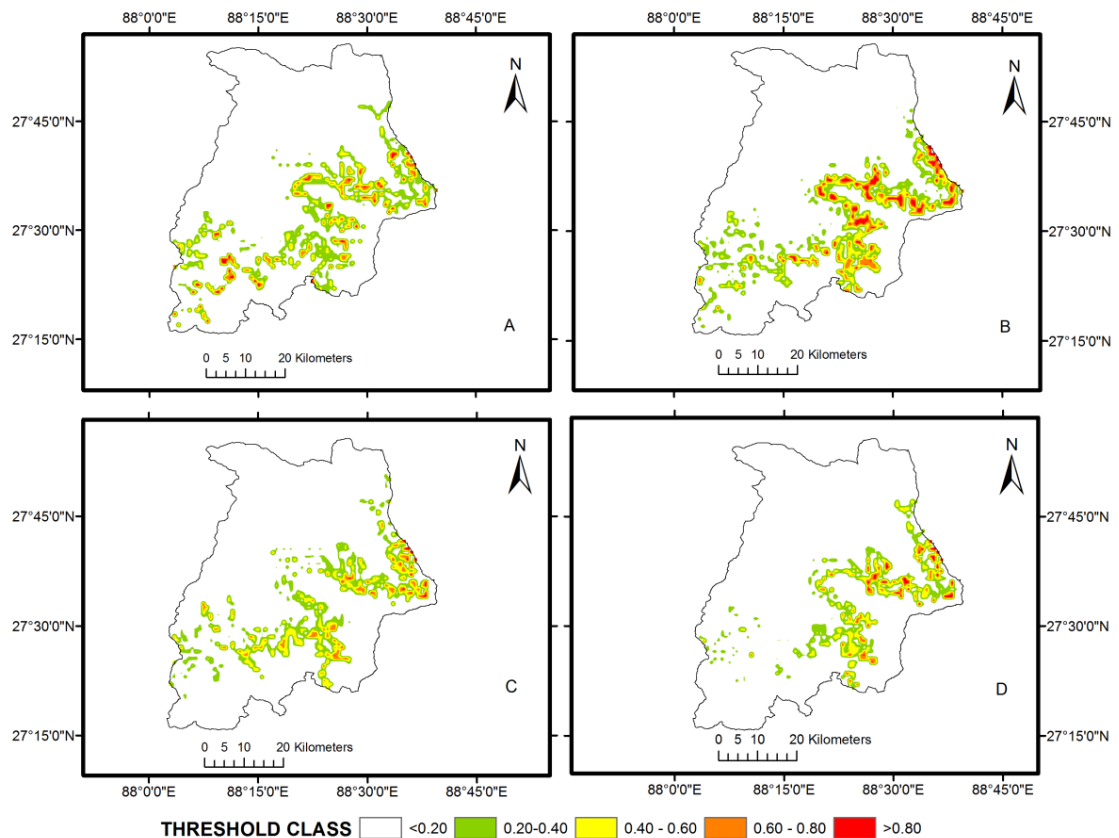 88°0'0"E 88°15'0"E 88°30'0"E 88°45'0"E 88°0'0"E 88°15'0"E 88°30'0"E 88°45'0"E
N N
27°45'0"N 27°45'0"N
27°30'0"N 27°30'0"N
27°15'0"N 27°15'0"N
A B
0 5 10 20 Kilometers 0 5 10 20 Kilometers
N N
27°45'0"N 27°45'0"N
27°30'0"N 27°30'0"N
C D
27°15'0"N 27°15'0"N
0 5 10 20 Kilometers 0 5 10 20 Kilometers
88°0'0"E 88°15'0"E 88°30'0"E 88°45'0"E 88°0'0"E 88°15'0"E 88°30'0"E 88°45'0"E
THRESHOLD CLASS <0.20 0.20-0.40 0.40 - 0.60 0.60 - 0.80 >0.80